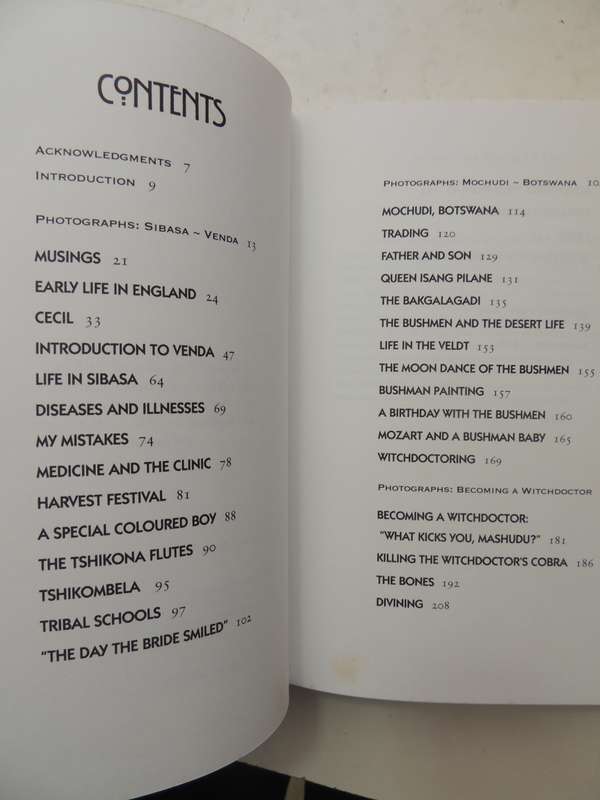 CONTENTS
ACKNOWLEDGMENTS 7
INTRODUCTION 9
PHOTOGRAPHS: SIBASA ~ VENDA 13
MUSINGS 21
EARLY LIFE IN ENGLAND 24
CECIL 33
INTRODUCTION TO VENDA 47
LIFE IN SIBASA 64
DISEASES AND ILLNESSES 69
MY MISTAKES 74
MEDICINE AND THE CLINIC 78
HARVEST FESTIVAL 81
A SPECIAL COLOURED BOY 88
THE TSHIKONA FLUTES 90
TSHIKOMBELA 95
TRIBAL SCHOOLS 97
"THE DAY THE BRIDE SMILED" 102
PHOTOGRAPHS: MOCHUDI ~ BOTSWANA
MOCHUDI, BOTSWANA 114
TRADING 120
FATHER AND SON 129
QUEEN ISANG PILANE 131
THE BAKGALAGADI 135
THE BUSHMEN AND THE DESERT LIFE 139
LIFE IN THE VELDT 153
THE MOON DANCE OF THE BUSHMEN 155
BUSHMAN PAINTING 157
A BIRTHDAY WITH THE BUSHMEN 160
MOZART AND A BUSHMAN BABY 165
WITCHDOCTORING 169
PHOTOGRAPHS: BECOMING A WITCHDOCTOR
BECOMING A WITCHDOCTOR:
"WHAT KICKS YOU, MASHUDU?" 181
KILLING THE WITCHDOCTOR'S COBRA 186
THE BONES 192
DIVINING 208